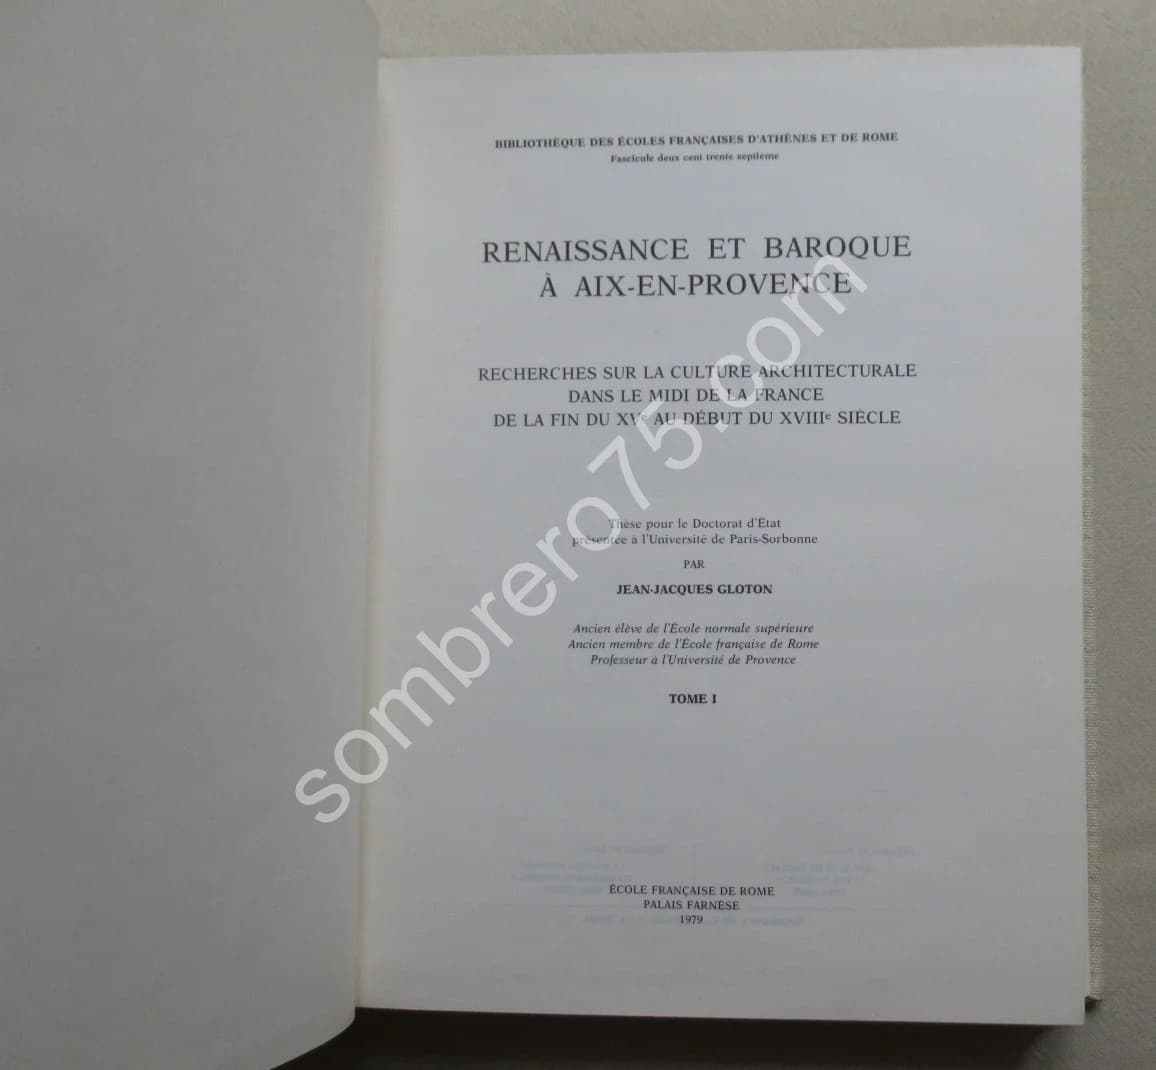 BIBLIOTHÈQUE DES ÉCOLES FRANÇAISES D'ATHÈNES ET DE ROME
Fascicule deux cent trente septième
RENAISSANCE ET BAROQUE
À AIX-EN-PROVENCE
RECHERCHES SUR LA CULTURE ARCHITECTURALE
DANS LE MIDI DE LA FRANCE
DE LA FIN DU XVe AU DÉBUT DU XVIIIe SIÈCLE
Thèse pour le Doctorat d'État
présentée à l'Université de Paris-Sorbonne
PAR
JEAN-JACQUES GLOTON
Ancien élève de l'École normale supérieure
Ancien membre de l'École française de Rome
Professeur à l'Université de Provence
TOME I
ÉCOLE FRANÇAISE DE ROME
PALAIS FARNÈSE
1979
sombrero75.com